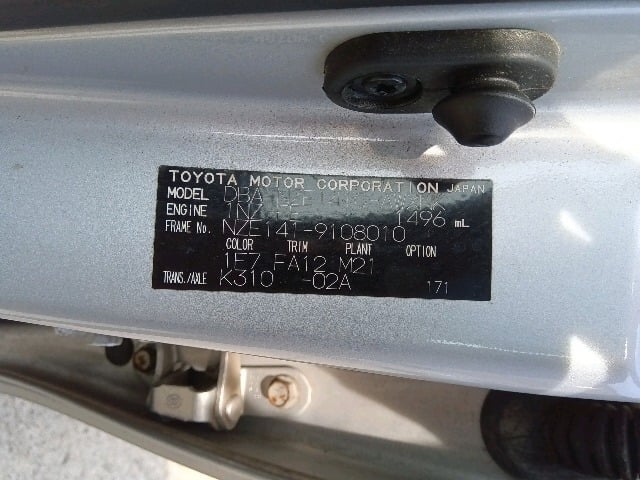 TOYOTA MOTOR CORPORATION JAPAN
MODEL
ENGINE 1496 mL
FRAME No. NZE141-9108010
COLOR TRIM PLANT OPTION
1E7 FA12 M21
TRANS./AXLE K310 -02A 171